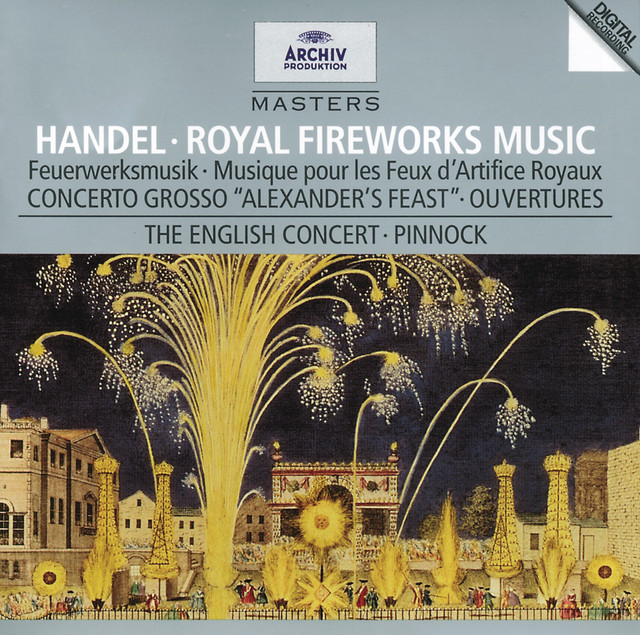 DIGITAL
RECORDING
ARCHIV
PRODUKTION
MASTERS
HANDEL · ROYAL FIREWORKS MUSIC
Feuerwerksmusik · Musique pour les Feux d'Artifice Royaux
CONCERTO GROSSO "ALEXANDER'S FEAST" · OUVERTURES
THE ENGLISH CONCERT · PINNOCK